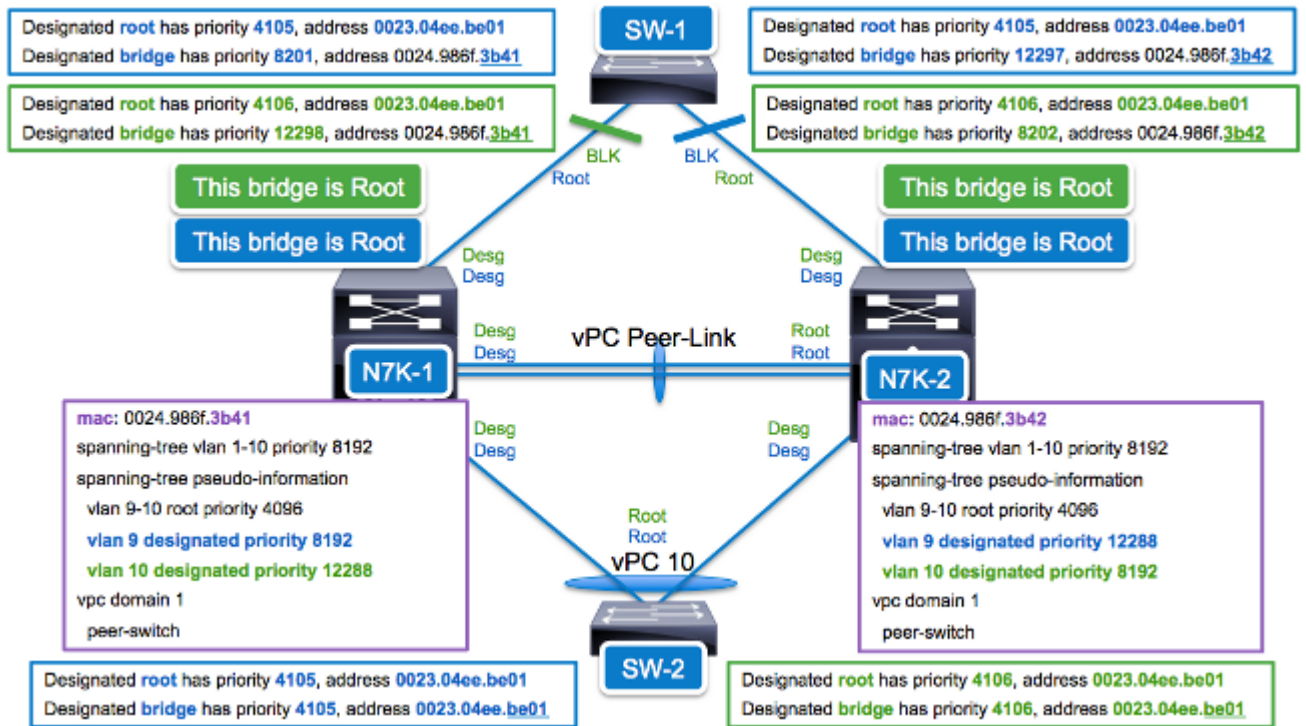 Designated root has priority 4105, address 0023.04ee.be01
Designated bridge has priority 8201, address 0024.986f.3b41
SW-1
Designated root has priority 4105, address 0023.04ee.be01
Designated bridge has priority 12297, address 0024.986f.3b42
Designated root has priority 4106, address 0023.04ee.be01
Designated bridge has priority 12298, address 0024.986f.3b41
Designated root has priority 4106, address 0023.04ee.be01
Designated bridge has priority 8202, address 0024.986f.3b42
BLK
Root
BLK
Root
This bridge is Root
This bridge is Root
This bridge is Root
This bridge is Root
Desg
Desg
Desg
Desg
Desg
Desg
vPC Peer-Link
Root
Root
N7K-1
N7K-2
mac: 0024.986f.3b41
spanning-tree vlan 1-10 priority 8192
spanning-tree pseudo-information
vlan 9-10 root priority 4096
vlan 9 designated priority 8192
vlan 10 designated priority 12288
vpc domain 1
peer-switch
Desg
Desg
Desg
Desg
Root
Root
vPC 10
mac: 0024.986f.3b42
spanning-tree vlan 1-10 priority 8192
spanning-tree pseudo-information
vlan 9-10 root priority 4096
vlan 9 designated priority 12288
vlan 10 designated priority 8192
vpc domain 1
peer-switch
SW-2
Designated root has priority 4105, address 0023.04ee.be01
Designated bridge has priority 4105, address 0023.04ee.be01
Designated root has priority 4106, address 0023.04ee.be01
Designated bridge has priority 4106, address 0023.04ee.be01